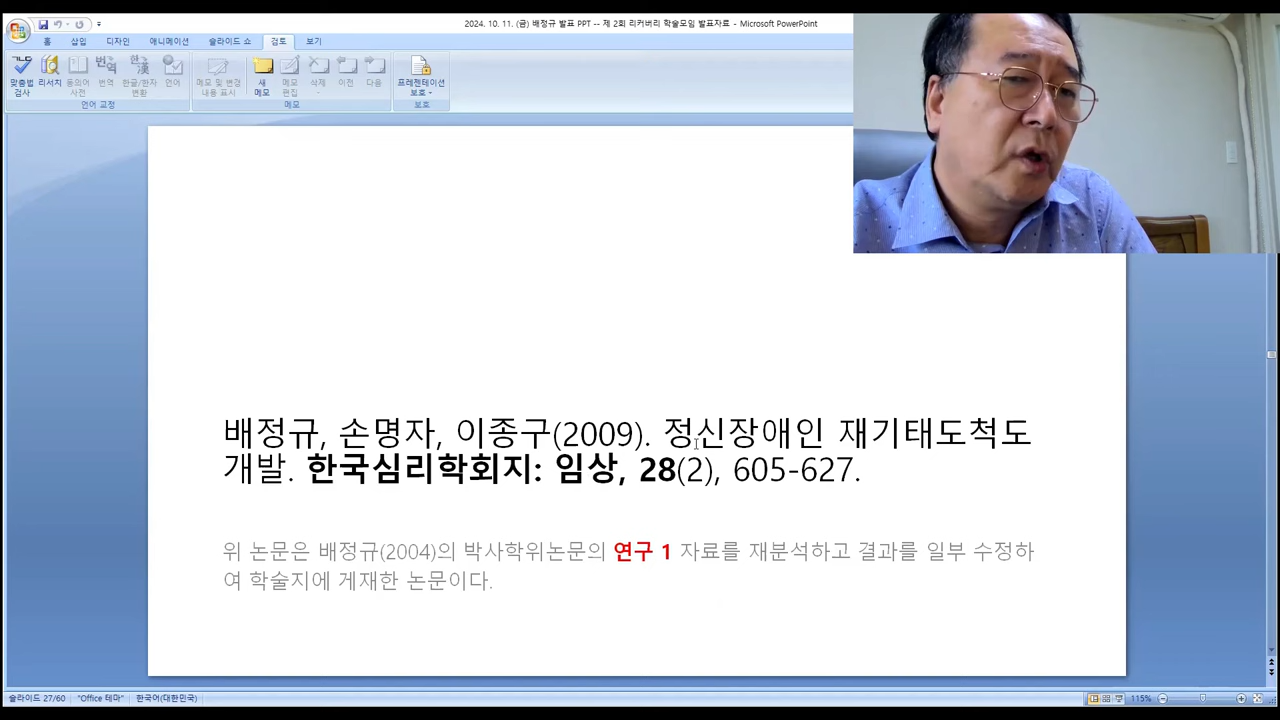 2024. 10. 11. (금) 배정규 발표 PPT -- 제 2회 리커버리 학술모임 발표자료 - Microsoft PowerPoint
홈 삽입 디자인 애니메이션 슬라이드 쇼 검토 보기
맞춤법 검사 리서치 동의어 사전 번역 한글/한자 변환 언어 메모 및 변경 내용 표시 새 메모 메모 편집 삭제 이전 다음 프레젠테이션 보호
언어 교정 메모 보호
배정규, 손명자, 이종구(2009). 정신장애인 재기태도척도
개발. 한국심리학회지: 임상, 28(2), 605-627.
위 논문은 배정규(2004)의 박사학위논문의 연구 1 자료를 재분석하고 결과를 일부 수정하
여 학술지에 게재한 논문이다.
슬라이드 27/60 "Office 테마" 한국어(대한민국) 115%